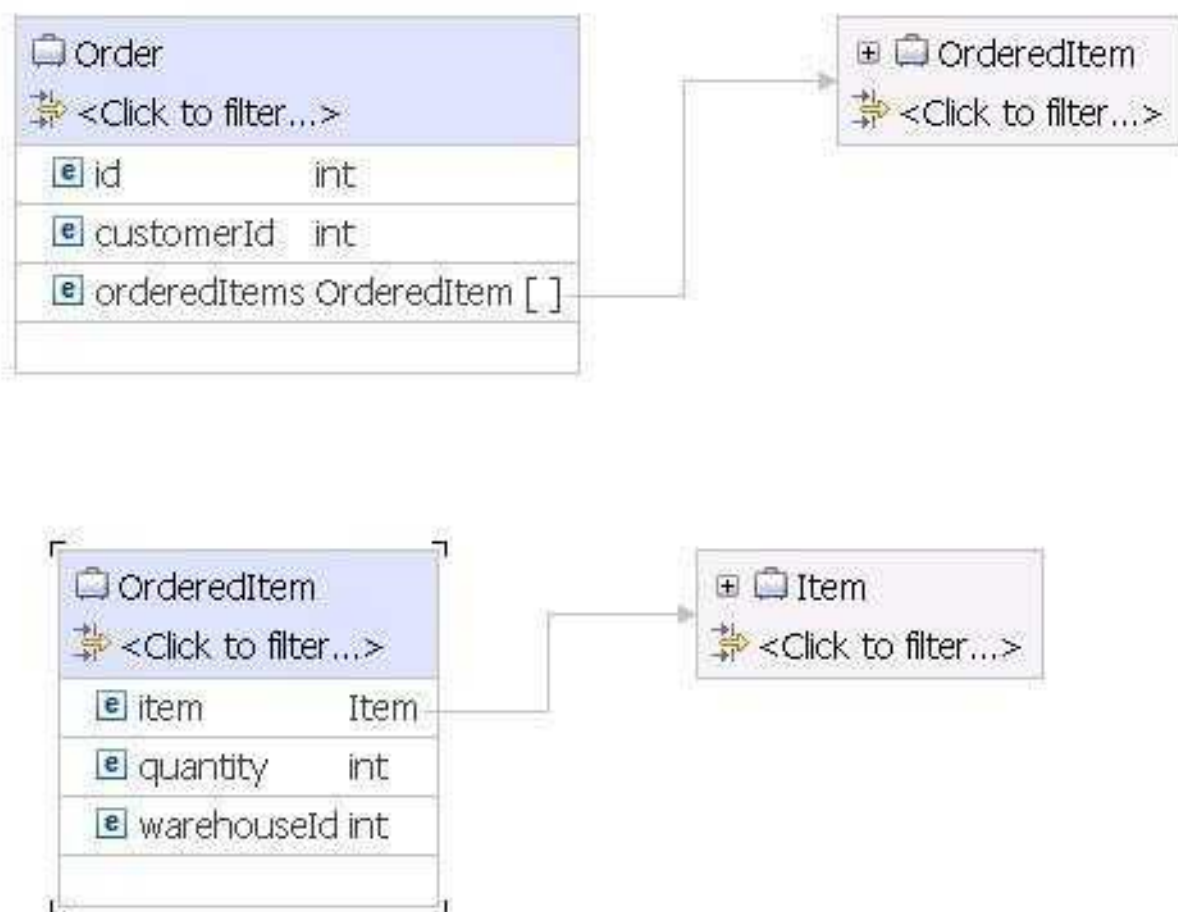 Order
<Click to filter...>
id int
customerId int
orderedItems OrderedItem [ ]
OrderedItem
<Click to filter...>
OrderedItem
<Click to filter...>
item Item
quantity int
warehouseId int
Item
<Click to filter...>